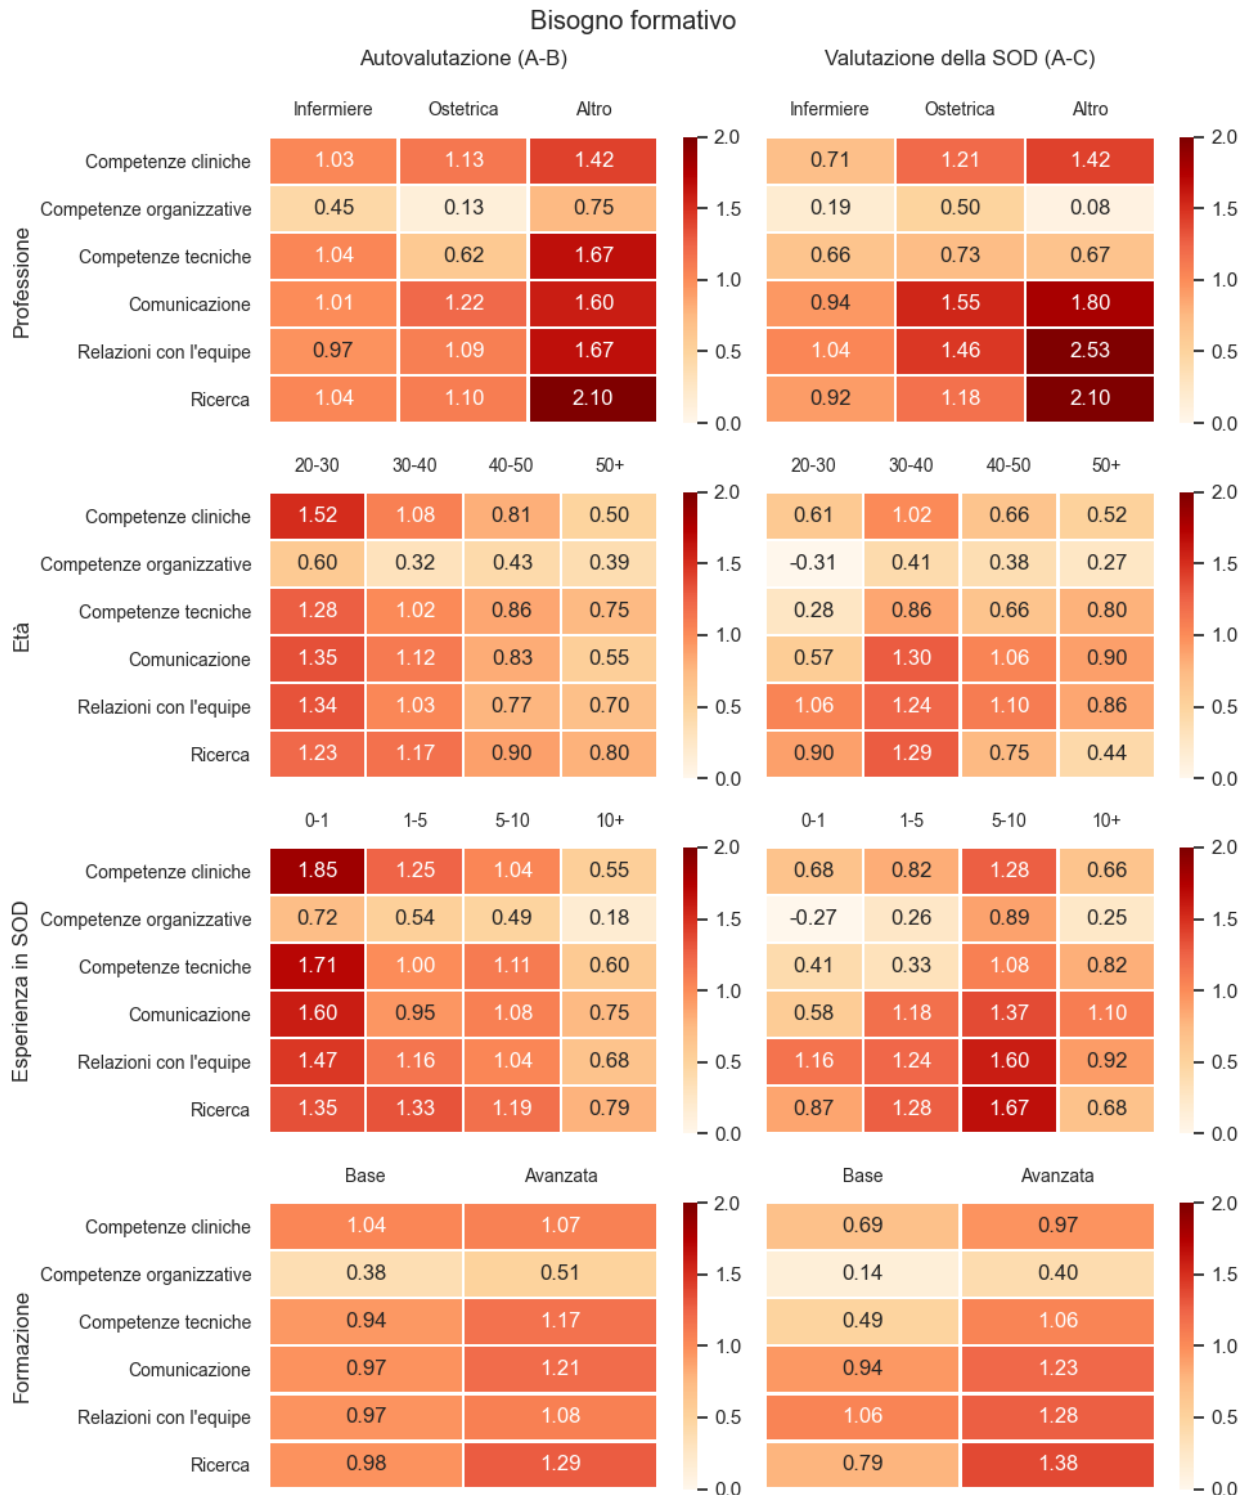 Bisogno formativo
Autovalutazione (A-B) Valutazione della SOD (A-C)
Infermiere Ostetrica Altro Infermiere Ostetrica Altro
Professione
Competenze cliniche 1.03 1.13 1.42 2.0 0.71 1.21 1.42 2.0
Competenze organizzative 0.45 0.13 0.75 1.5 0.19 0.50 0.08 1.5
Competenze tecniche 1.04 0.62 1.67 1.0 0.66 0.73 0.67 1.0
Comunicazione 1.01 1.22 1.60 0.94 1.55 1.80
Relazioni con l'equipe 0.97 1.09 1.67 0.5 1.04 1.46 2.53 0.5
Ricerca 1.04 1.10 2.10 0.0 0.92 1.18 2.10 0.0
20-30 30-40 40-50 50+ 20-30 30-40 40-50 50+
Età
Competenze cliniche 1.52 1.08 0.81 0.50 2.0 0.61 1.02 0.66 0.52 2.0
Competenze organizzative 0.60 0.32 0.43 0.39 1.5 -0.31 0.41 0.38 0.27 1.5
Competenze tecniche 1.28 1.02 0.86 0.75 1.0 0.28 0.86 0.66 0.80 1.0
Comunicazione 1.35 1.12 0.83 0.55 0.57 1.30 1.06 0.90
Relazioni con l'equipe 1.34 1.03 0.77 0.70 0.5 1.06 1.24 1.10 0.86 0.5
Ricerca 1.23 1.17 0.90 0.80 0.0 0.90 1.29 0.75 0.44 0.0
0-1 1-5 5-10 10+ 0-1 1-5 5-10 10+
Esperienza in SOD
Competenze cliniche 1.85 1.25 1.04 0.55 2.0 0.68 0.82 1.28 0.66 2.0
Competenze organizzative 0.72 0.54 0.49 0.18 1.5 -0.27 0.26 0.89 0.25 1.5
Competenze tecniche 1.71 1.00 1.11 0.60 1.0 0.41 0.33 1.08 0.82 1.0
Comunicazione 1.60 0.95 1.08 0.75 0.58 1.18 1.37 1.10
Relazioni con l'equipe 1.47 1.16 1.04 0.68 0.5 1.16 1.24 1.60 0.92 0.5
Ricerca 1.35 1.33 1.19 0.79 0.0 0.87 1.28 1.67 0.68 0.0
Base Avanzata Base Avanzata
Formazione
Competenze cliniche 1.04 1.07 2.0 0.69 0.97 2.0
Competenze organizzative 0.38 0.51 1.5 0.14 0.40 1.5
Competenze tecniche 0.94 1.17 1.0 0.49 1.06 1.0
Comunicazione 0.97 1.21 0.94 1.23
Relazioni con l'equipe 0.97 1.08 0.5 1.06 1.28 0.5
Ricerca 0.98 1.29 0.0 0.79 1.38 0.0